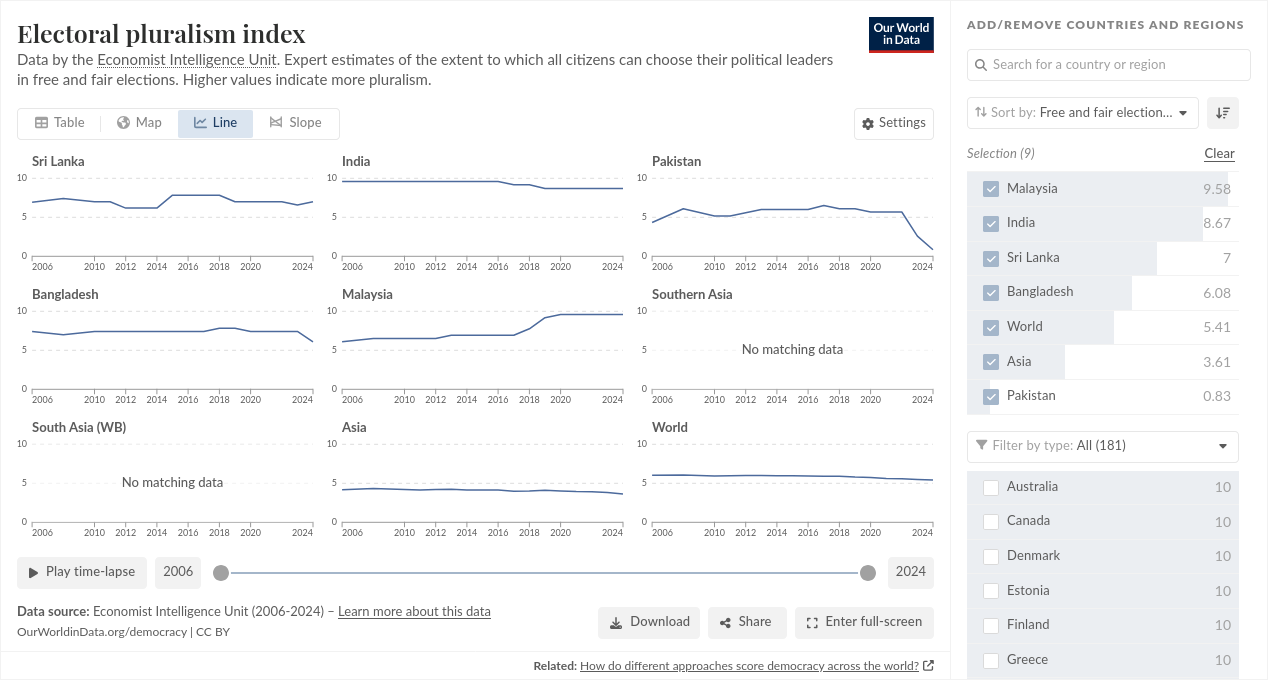 Electoral pluralism index
Our World
in Data
Data by the Economist Intelligence Unit. Expert estimates of the extent to which all citizens can choose their political leaders
in free and fair elections. Higher values indicate more pluralism.
Table
Map
Line
Slope
Settings
Sri Lanka
10
5
0
2006 2010 2012 2014 2016 2018 2020 2024
India
10
5
0
2006 2010 2012 2014 2016 2018 2020 2024
Pakistan
10
5
0
2006 2010 2012 2014 2016 2018 2020 2024
Bangladesh
10
5
0
2006 2010 2012 2014 2016 2018 2020 2024
Malaysia
10
5
0
2006 2010 2012 2014 2016 2018 2020 2024
Southern Asia
10
5
No matching data
0
2006 2010 2012 2014 2016 2018 2020 2024
South Asia (WB)
10
5
No matching data
0
2006 2010 2012 2014 2016 2018 2020 2024
Asia
10
5
0
2006 2010 2012 2014 2016 2018 2020 2024
World
10
5
0
2006 2010 2012 2014 2016 2018 2020 2024
Play time-lapse
2006
2024
Data source: Economist Intelligence Unit (2006-2024) – Learn more about this data
OurWorldinData.org/democracy | CC BY
Download
Share
Enter full-screen
Related: How do different approaches score democracy across the world?
ADD/REMOVE COUNTRIES AND REGIONS
Search for a country or region
Sort by: Free and fair election...
Selection (9)
Clear
Malaysia 9.58
India 8.67
Sri Lanka 7
Bangladesh 6.08
World 5.41
Asia 3.61
Pakistan 0.83
Filter by type: All (181)
Australia 10
Canada 10
Denmark 10
Estonia 10
Finland 10
Greece 10